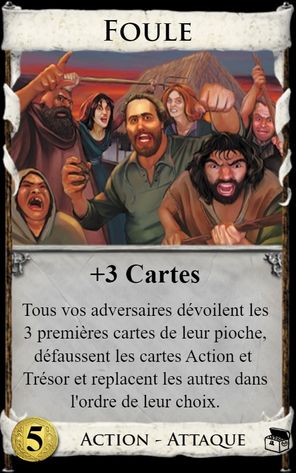 FOULE
+3 Cartes
Tous vos adversaires dévoilent les
3 premières cartes de leur pioche,
défaussent les cartes Action et
Trésor et replacent les autres dans
l'ordre de leur choix.
5
ACTION - ATTAQUE